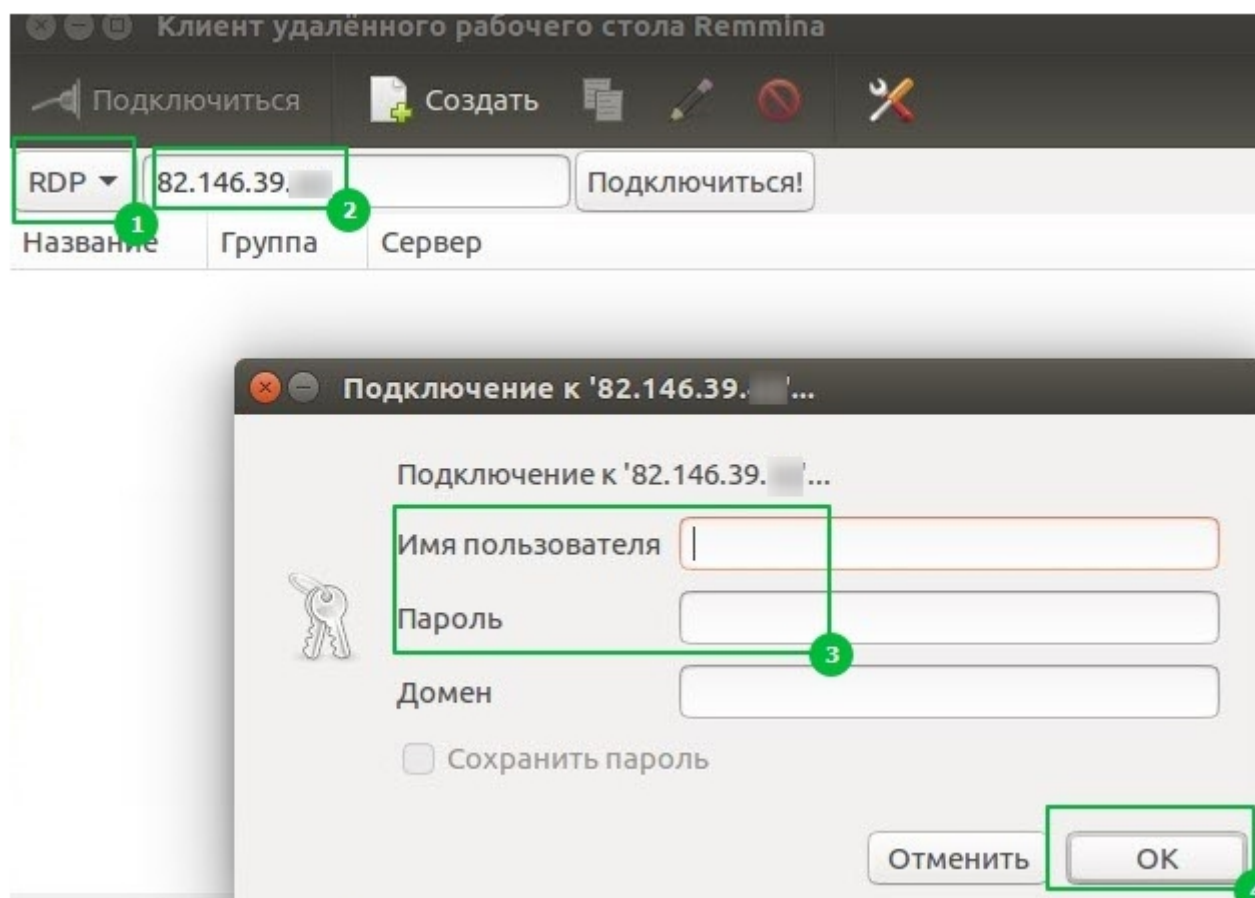 Клиент удалённого рабочего стола Remmina
Подключиться Создать
RDP 82.146.39. Подключиться!
1 2
Название Группа Сервер
Подключение к '82.146.39. '...
Подключение к '82.146.39. '...
Имя пользователя
Пароль
3
Домен
Сохранить пароль
Отменить OK
4